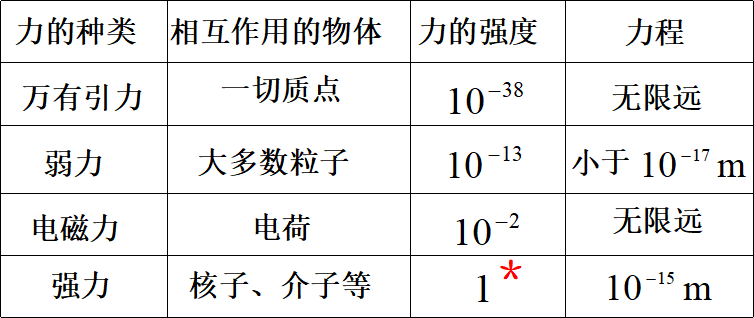 力的种类 相互作用的物体 力的强度 力程
万有引力 一切质点 10⁻³⁸ 无限远
弱力 大多数粒子 10⁻¹³ 小于 10⁻¹⁷ m
电磁力 电荷 10⁻² 无限远
强力 核子、介子等 1* 10⁻¹⁵ m